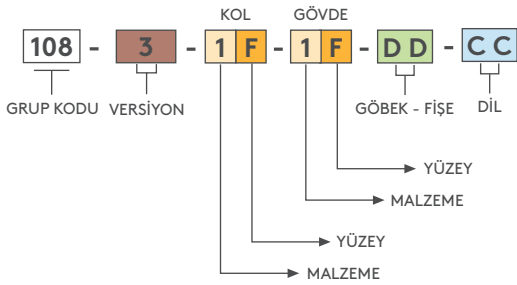 KOL GÖVDE
108 - 3 - 1 F - 1 F - D D - C C
GRUP KODU VERSİYON GÖBEK - FİŞE DİL
YÜZEY
MALZEME
YÜZEY
MALZEME